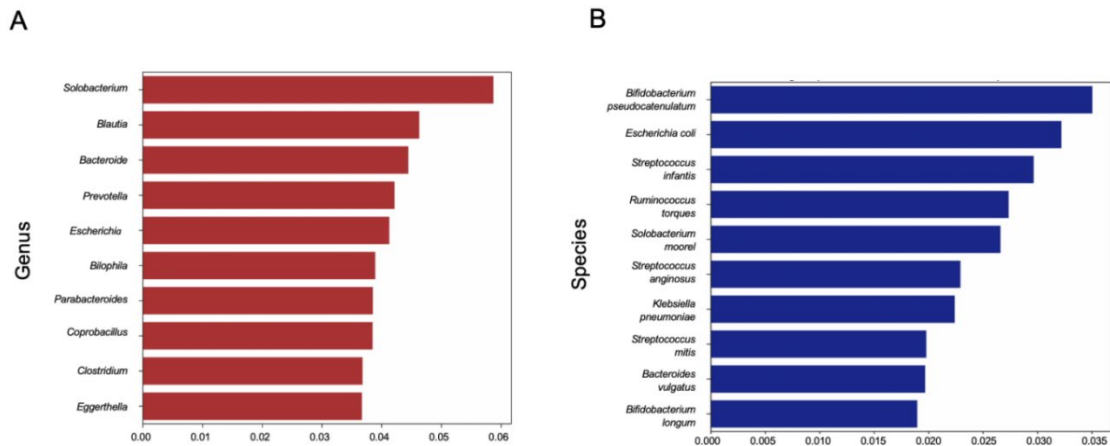 A
B
Genus
Solobacterium
Blautia
Bacteroide
Prevotella
Escherichia
Bilophila
Parabacteroides
Coprobacillus
Clostridium
Eggerthella
0.00 0.01 0.02 0.03 0.04 0.05 0.06
Species
Bifidobacterium
pseudocatenulatum
Escherichia coli
Streptococcus
infantis
Ruminococcus
torques
Solobacterium
moorel
Streptococcus
anginosus
Klebsiella
pneumoniae
Streptococcus
mitis
Bacteroides
vulgatus
Bifidobacterium
longum
0.000 0.005 0.010 0.015 0.020 0.025 0.030 0.035